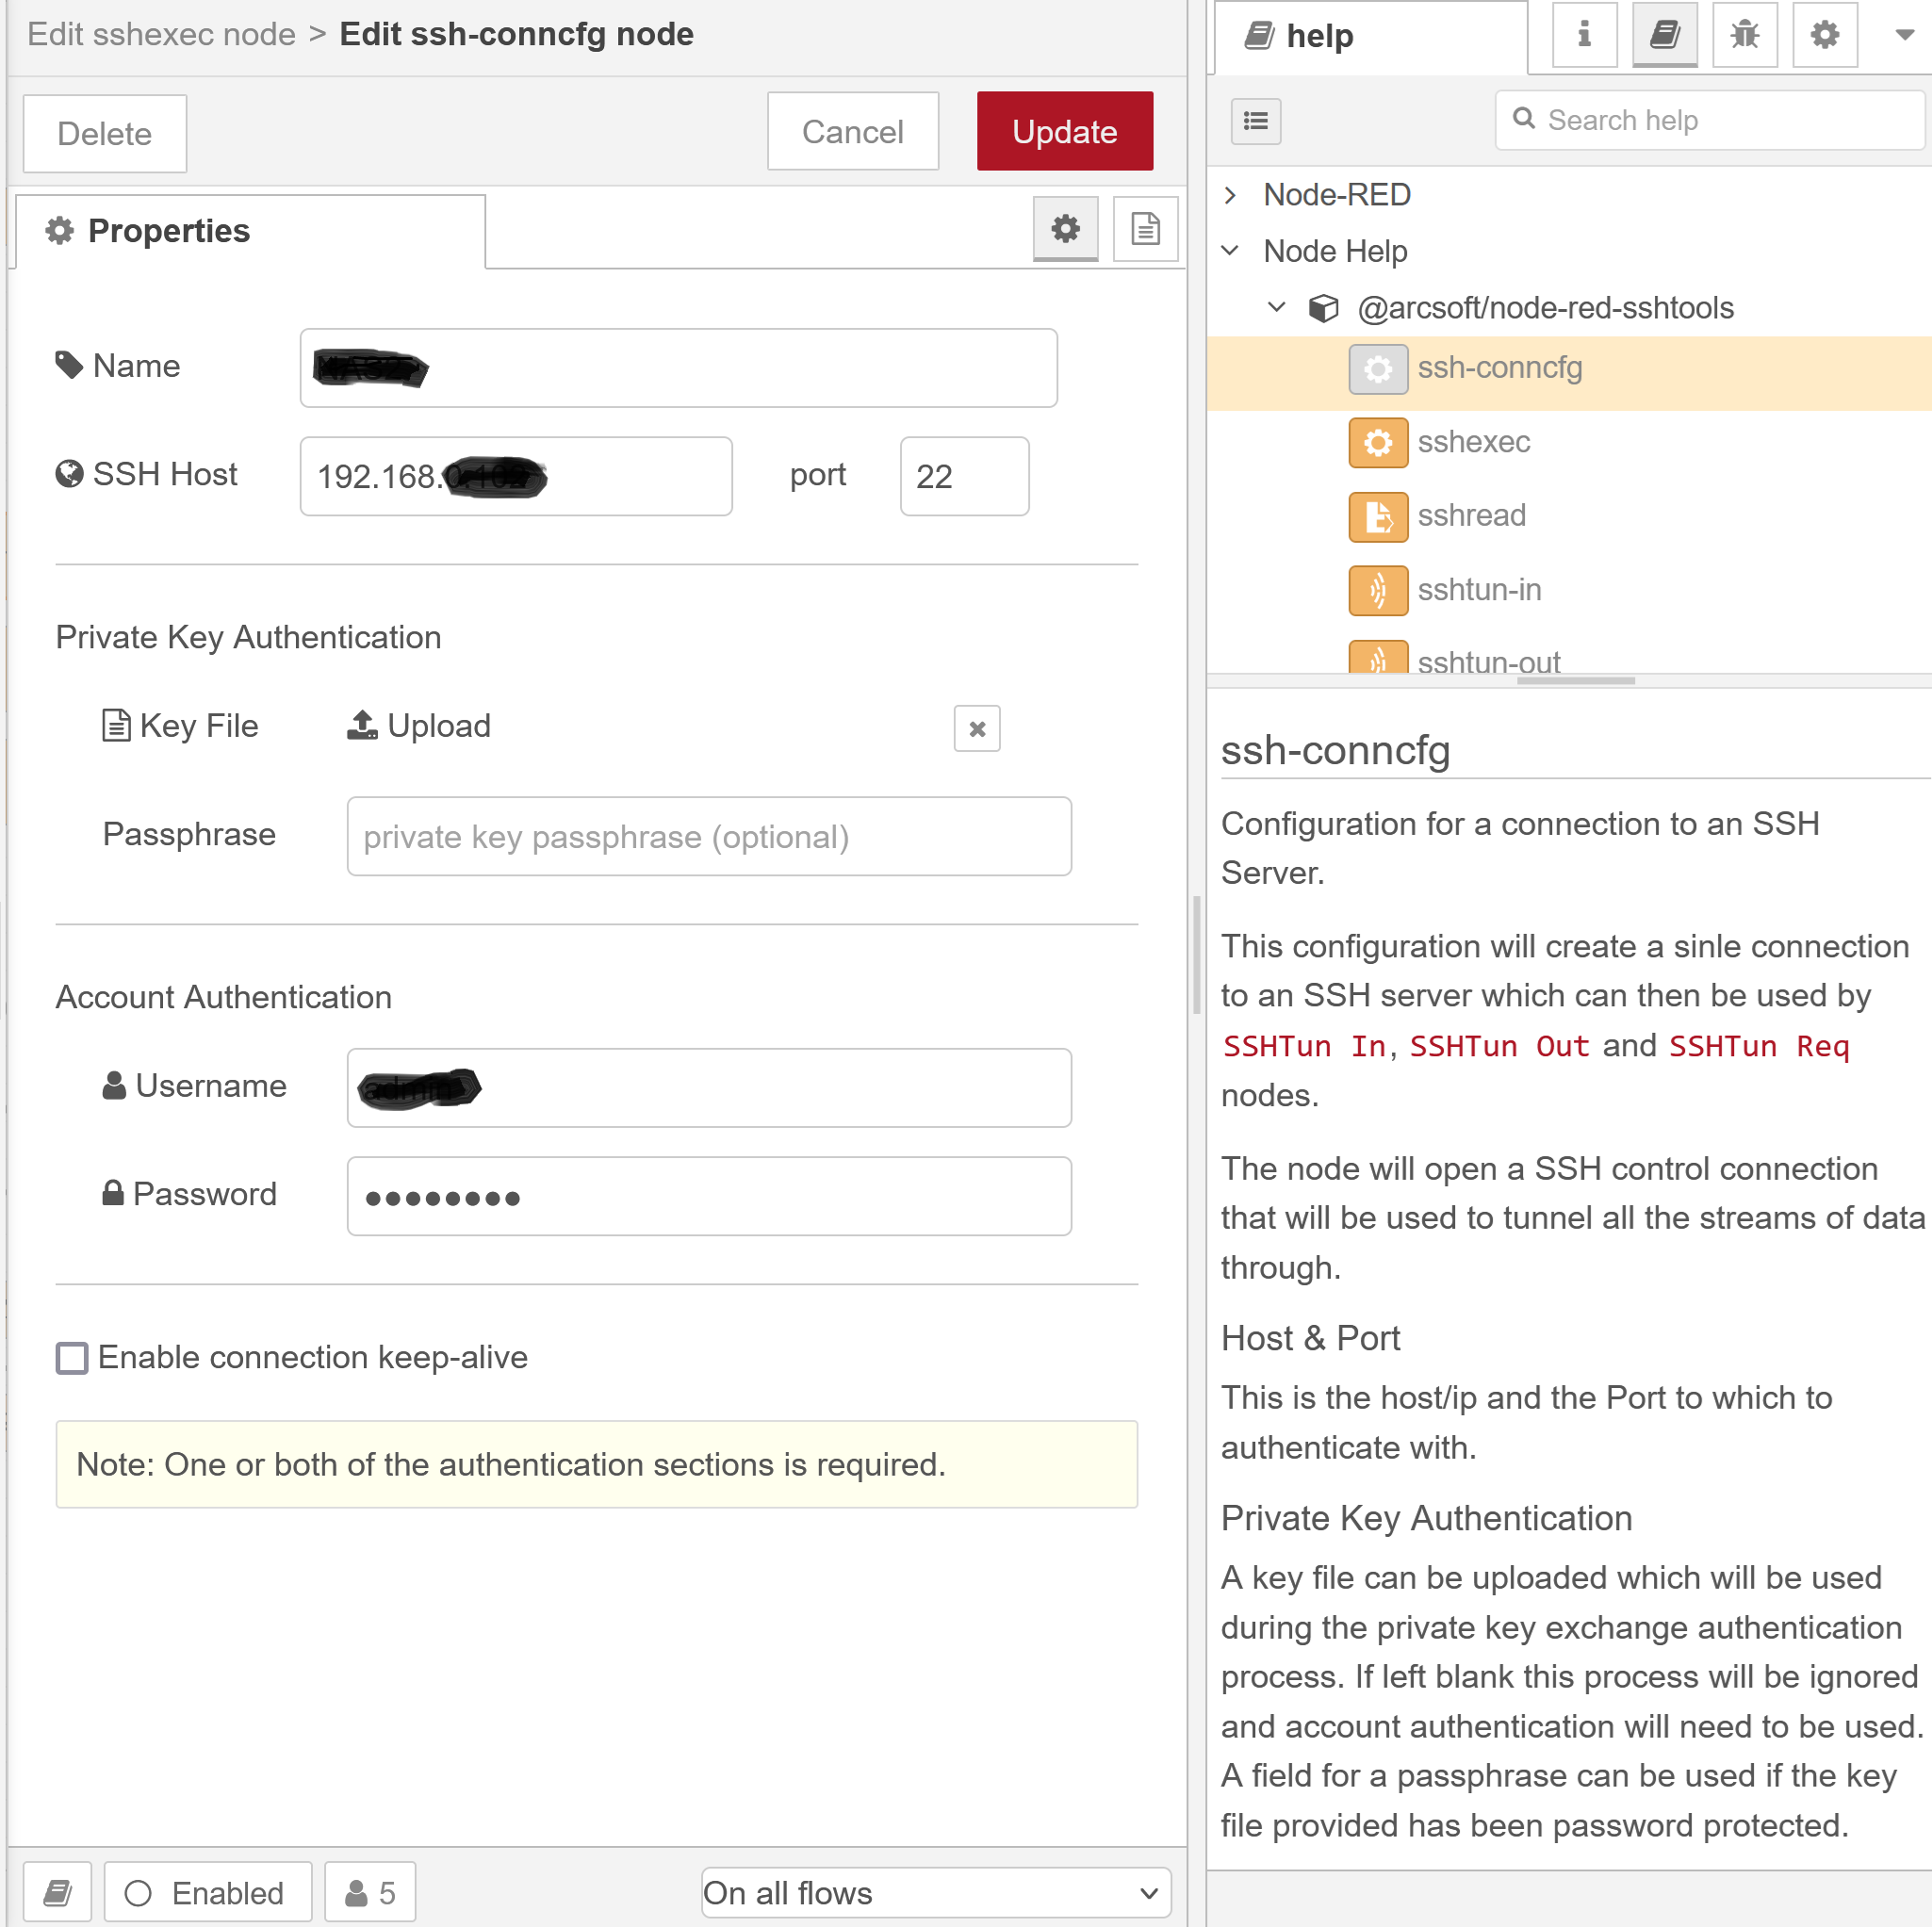 Edit sshexec node > Edit ssh-conncfg node
Delete
Cancel
Update
Properties
Name
SSH Host
192.168.
port
22
Private Key Authentication
Key File
Upload
Passphrase
private key passphrase (optional)
Account Authentication
Username
Password
Enable connection keep-alive
Note: One or both of the authentication sections is required.
Enabled
5
On all flows
help
Search help
Node-RED
Node Help
@arcsoft/node-red-sshtools
ssh-conncfg
sshexec
sshread
sshtun-in
sshtun-out
ssh-conncfg
Configuration for a connection to an SSH
Server.
This configuration will create a sinle connection
to an SSH server which can then be used by
SSHTun In, SSHTun Out and SSHTun Req
nodes.
The node will open a SSH control connection
that will be used to tunnel all the streams of data
through.
Host & Port
This is the host/ip and the Port to which to
authenticate with.
Private Key Authentication
A key file can be uploaded which will be used
during the private key exchange authentication
process. If left blank this process will be ignored
and account authentication will need to be used.
A field for a passphrase can be used if the key
file provided has been password protected.